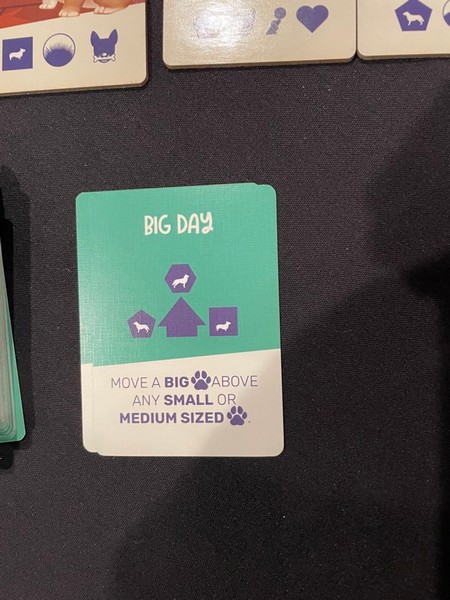 BIG DAY
MOVE A BIG ABOVE
ANY SMALL OR
MEDIUM SIZED .